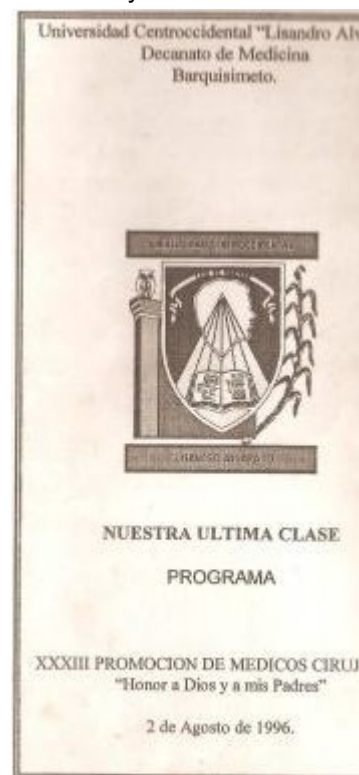 Universidad Centroccidental "Lisandro Alv
Decanato de Medicina
Barquisimeto.
NUESTRA ULTIMA CLASE
PROGRAMA
XXXIII PROMOCION DE MEDICOS CIRUJ
"Honor a Dios y a mis Padres"
2 de Agosto de 1996.